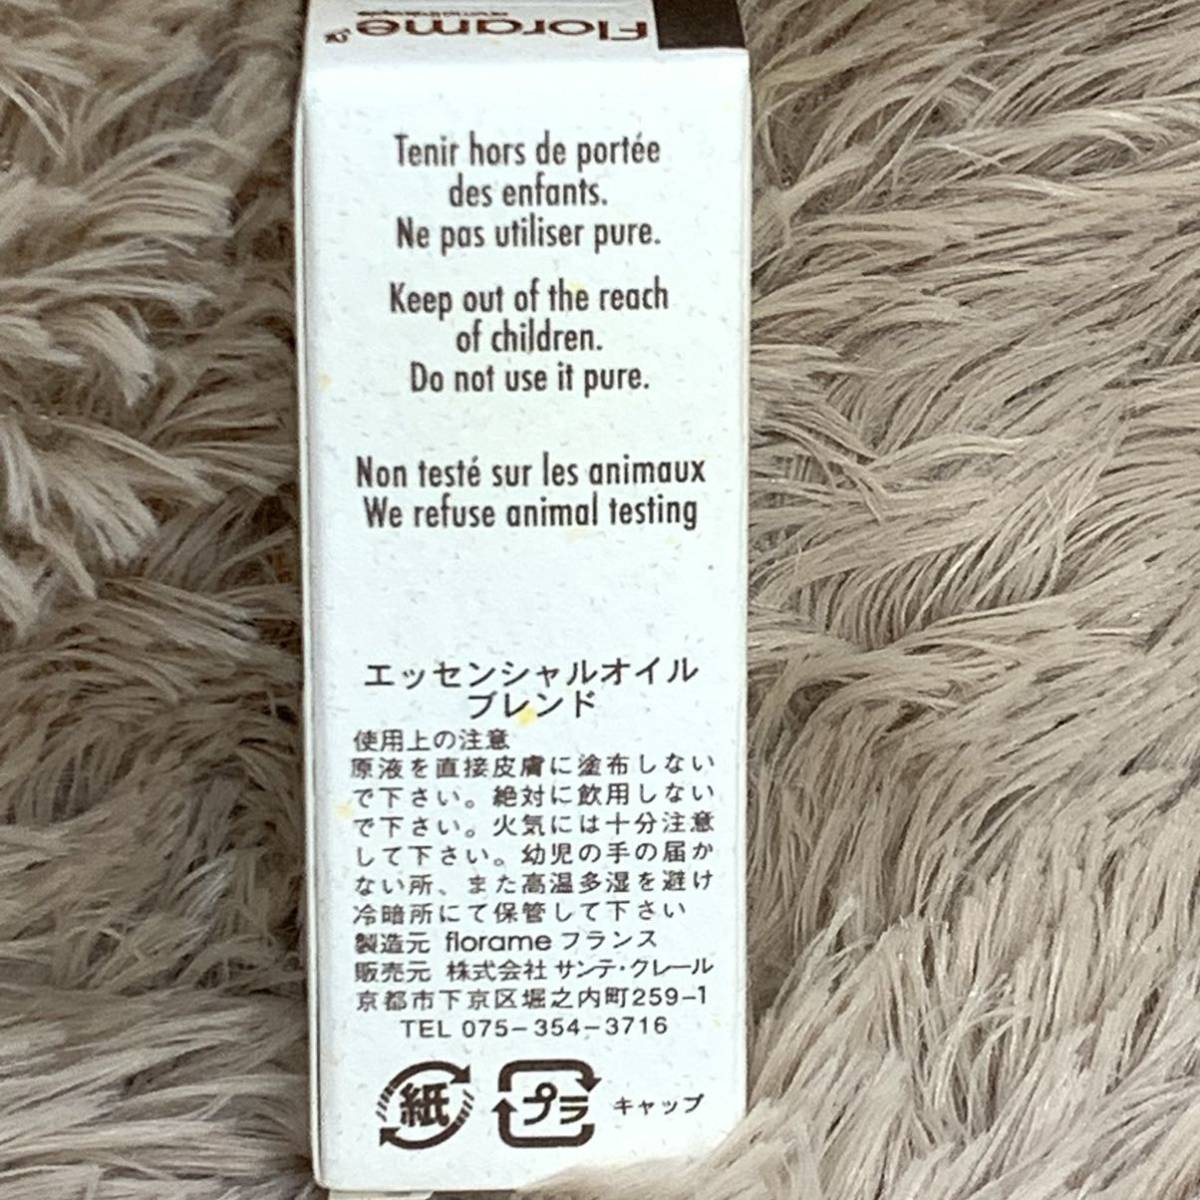 florame
Tenir hors de portée
des enfants.
Ne pas utiliser pure.
Keep out of the reach
of children.
Do not use it pure.
Non testé sur les animaux
We refuse animal testing
エッセンシャルオイル
ブレンド
使用上の注意
原液を直接皮膚に塗布しない
で下さい。絶対に飲用しない
で下さい。火気には十分注意
して下さい。幼児の手の届か
ない所、また高温多湿を避け
冷暗所にて保管して下さい
製造元 florame フランス
販売元 株式会社 サンテ・クレール
京都市下京区堀之内町259-1
TEL 075-354-3716
紙 プラ キャップ